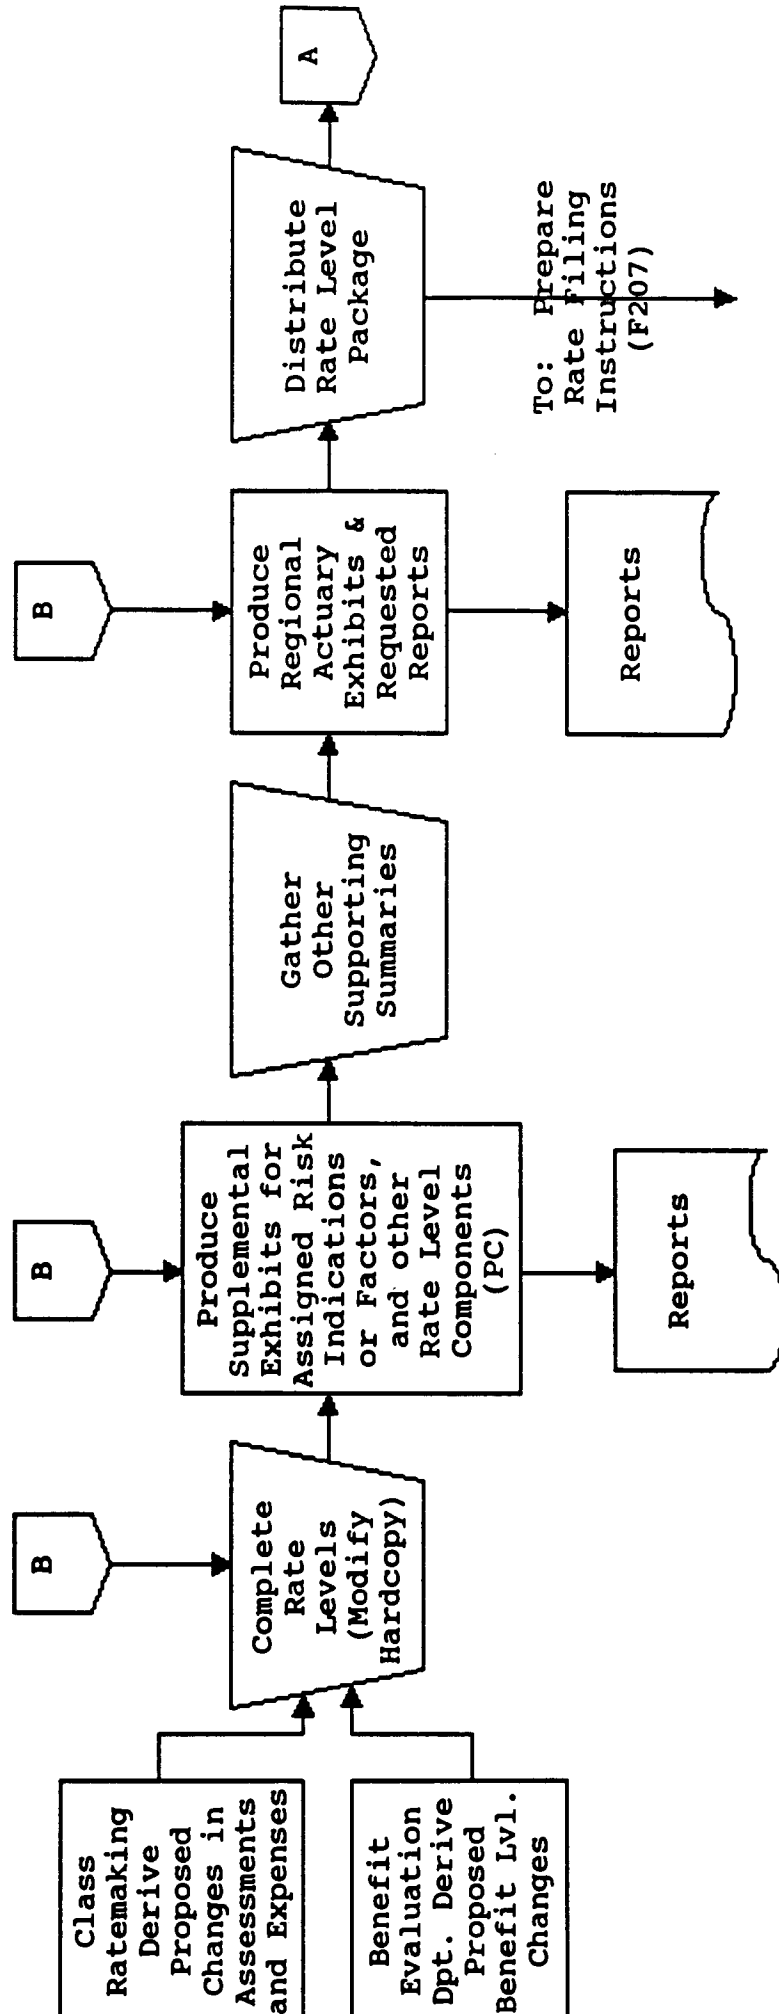 Class
Ratemaking
Derive
Proposed
Changes in
Assessments
and Expenses
Benefit
Evaluation
Dpt. Derive
Proposed
Benefit Lvl.
Changes
B
Complete
Rate
Levels
(Modify
Hardcopy)
B
Produce
Supplemental
Exhibits for
Assigned Risk
Indications
or Factors,
and other
Rate Level
Components
(PC)
Reports
Gather
Other
Supporting
Summaries
B
Produce
Regional
Actuary
Exhibits &
Requested
Reports
Reports
Distribute
Rate Level
Package
To: Prepare
Rate Filing
Instructions
(F207)
A